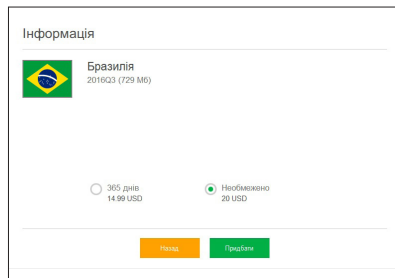 Інформація
Бразилія
2016Q3 (729 Мб)
365 днів
14.99 USD
Необмежено
20 USD
Назад
Придбати